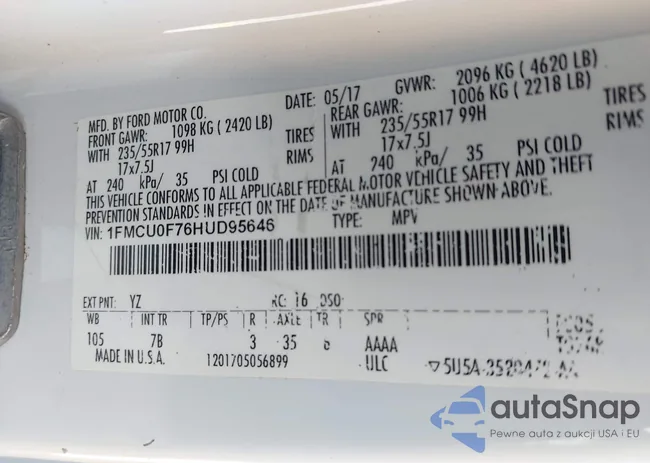 MFD. BY FORD MOTOR CO.
DATE: 05/17
GVWR: 2096 KG ( 4620 LB)
FRONT GAWR: 1098 KG ( 2420 LB)
REAR GAWR: 1006 KG ( 2218 LB)
WITH 235/55R17 99H TIRES
WITH 235/55R17 99H TIRES
17x7.5J RIMS
17x7.5J RIMS
AT 240 kPa/ 35 PSI COLD
AT 240 kPa/ 35 PSI COLD
THIS VEHICLE CONFORMS TO ALL APPLICABLE FEDERAL MOTOR VEHICLE SAFETY AND THEFT
PREVENTION STANDARDS IN EFFECT ON THE DATE OF MANUFACTURE SHOWN ABOVE.
VIN: 1FMCU0F76HUD95646
TYPE: MPV
EXT PNT: YZ RC: 16 DSO:
WB INT TR TP/PS R AXLE TR SPR
105 7B 3 35 AAAA
MADE IN U.S.A. 1201705056899 ULC
autoSnap
Pewne auta z aukcji USA i EU